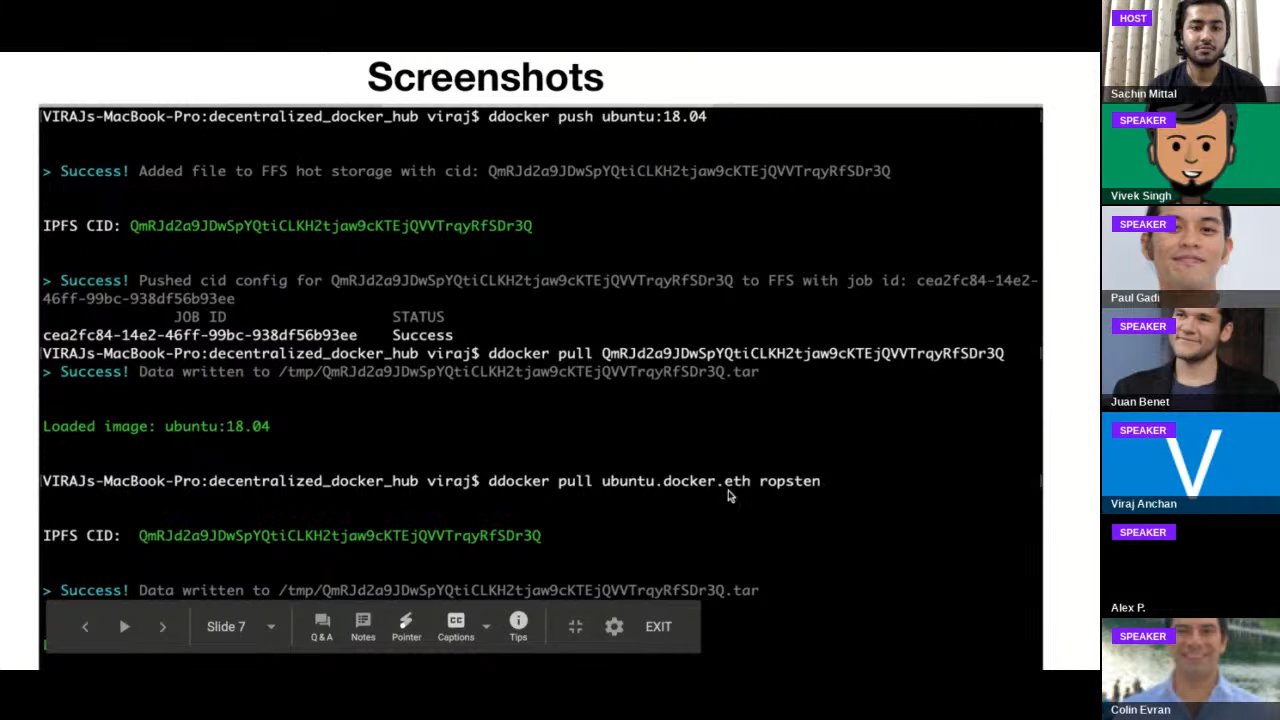 Screenshots
VIRAJs-MacBook-Pro:decentralized_docker_hub viraj$ ddocker push ubuntu:18.04
> Success! Added file to FFS hot storage with cid: QmRJd2a9JDwSpYQtiCLKH2tjaw9cKTEjQVVTrqyRfSDr3Q
IPFS CID: QmRJd2a9JDwSpYQtiCLKH2tjaw9cKTEjQVVTrqyRfSDr3Q
> Success! Pushed cid config for QmRJd2a9JDwSpYQtiCLKH2tjaw9cKTEjQVVTrqyRfSDr3Q to FFS with job id: cea2fc84-14e2-
46ff-99bc-938df56b93ee
JOB ID STATUS
cea2fc84-14e2-46ff-99bc-938df56b93ee Success
VIRAJs-MacBook-Pro:decentralized_docker_hub viraj$ ddocker pull QmRJd2a9JDwSpYQtiCLKH2tjaw9cKTEjQVVTrqyRfSDr3Q
> Success! Data written to /tmp/QmRJd2a9JDwSpYQtiCLKH2tjaw9cKTEjQVVTrqyRfSDr3Q.tar
Loaded image: ubuntu:18.04
VIRAJs-MacBook-Pro:decentralized_docker_hub viraj$ ddocker pull ubuntu.docker.eth ropsten
IPFS CID: QmRJd2a9JDwSpYQtiCLKH2tjaw9cKTEjQVVTrqyRfSDr3Q
> Success! Data written to /tmp/QmRJd2a9JDwSpYQtiCLKH2tjaw9cKTEjQVVTrqyRfSDr3Q.tar
Slide 7
Q & A Notes Pointer Captions Tips
EXIT
HOST
Sachin Mittal
SPEAKER
Vivek Singh
SPEAKER
Paul Gadi
SPEAKER
Juan Benet
SPEAKER
V
Viraj Anchan
SPEAKER
Alex P.
SPEAKER
Colin Evran